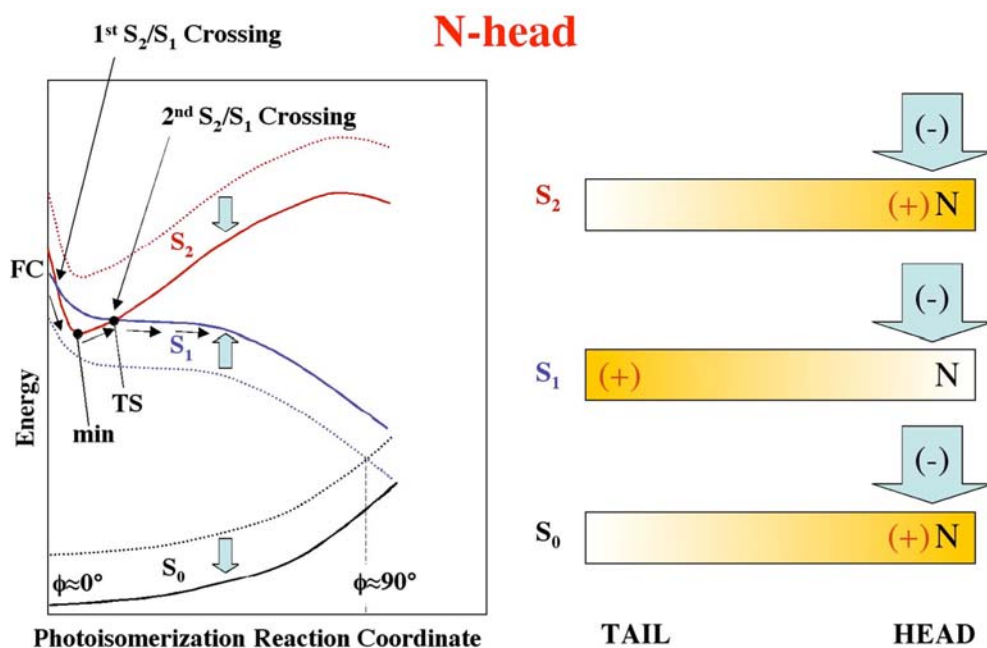 N-head
1st S2/S1 Crossing
2nd S2/S1 Crossing
FC
S2
S1
TS
min
Energy
S0
ϕ≈0°
ϕ≈90°
Photoisomerization Reaction Coordinate
(-)
S2
(+) N
(-)
S1
(+)
N
(-)
S0
(+) N
TAIL
HEAD